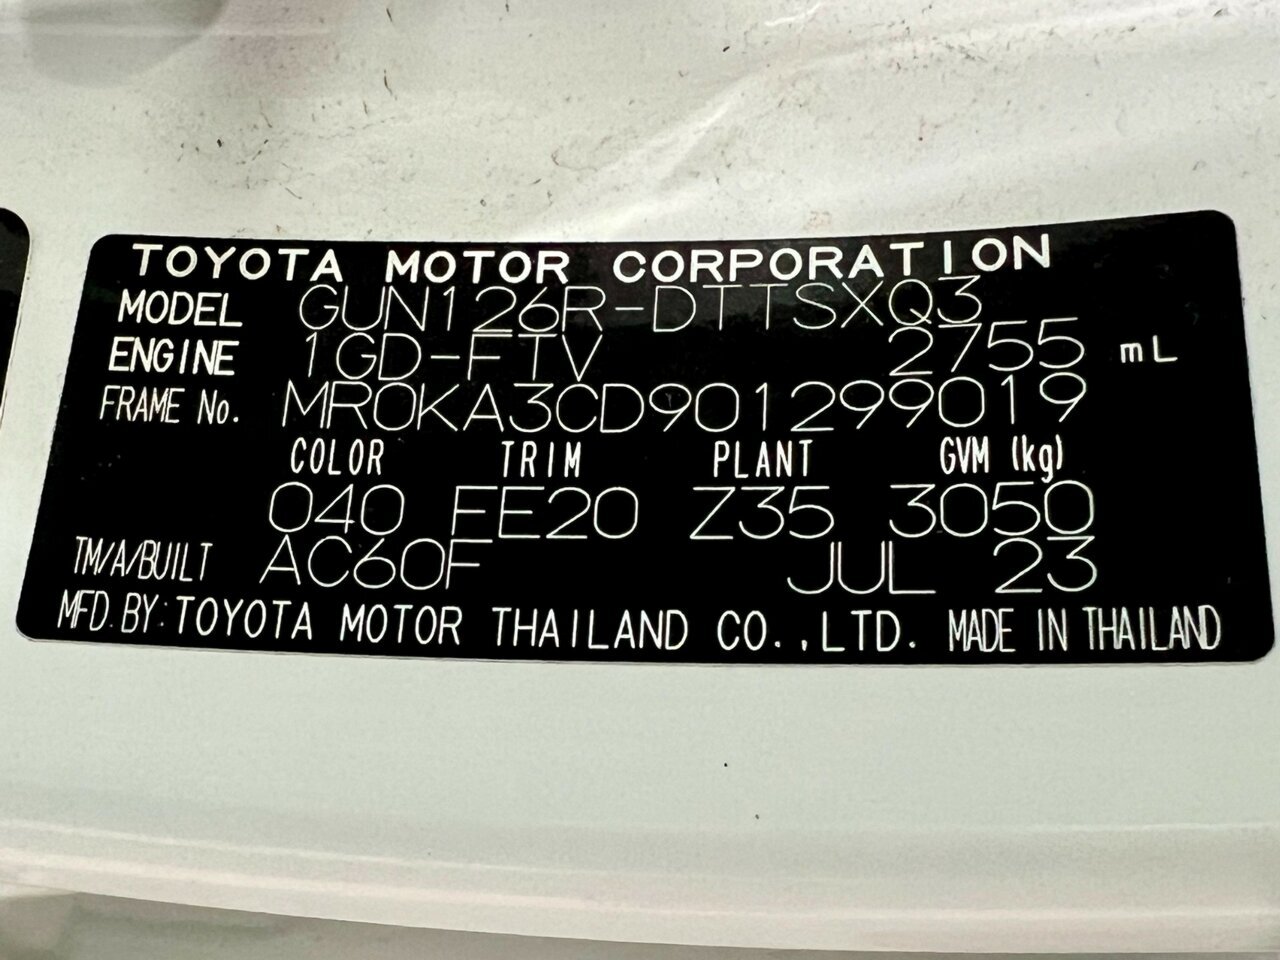 TOYOTA MOTOR CORPORATION
MODEL GUN126R-DTTSXQ3
ENGINE 1GD-FTV 2755 mL
FRAME No. MR0KA3CD901299019
COLOR TRIM PLANT GVM (kg)
040 FE20 Z35 3050
TM/A/BUILT AC60F JUL 23
MFD. BY: TOYOTA MOTOR THAILAND CO.,LTD. MADE IN THAILAND